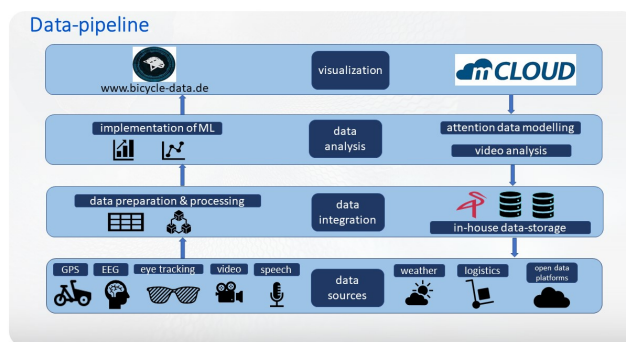 Data-pipeline
www.bicycle-data.de
visualization
mCLOUD
implementation of ML
data
analysis
attention data modelling
video analysis
data preparation & processing
data
integration
in-house data-storage
GPS
EEG
eye tracking
video
speech
data
sources
weather
logistics
open data
platforms